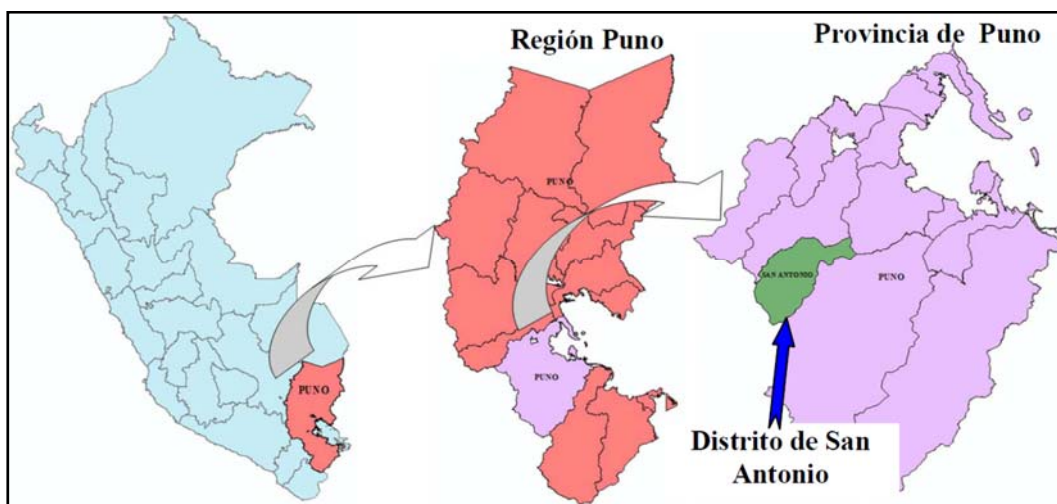 Región Puno
Provincia de Puno
PUNO
PUNO
PUNO
SAN ANTONIO
PUNO
Distrito de San
Antonio